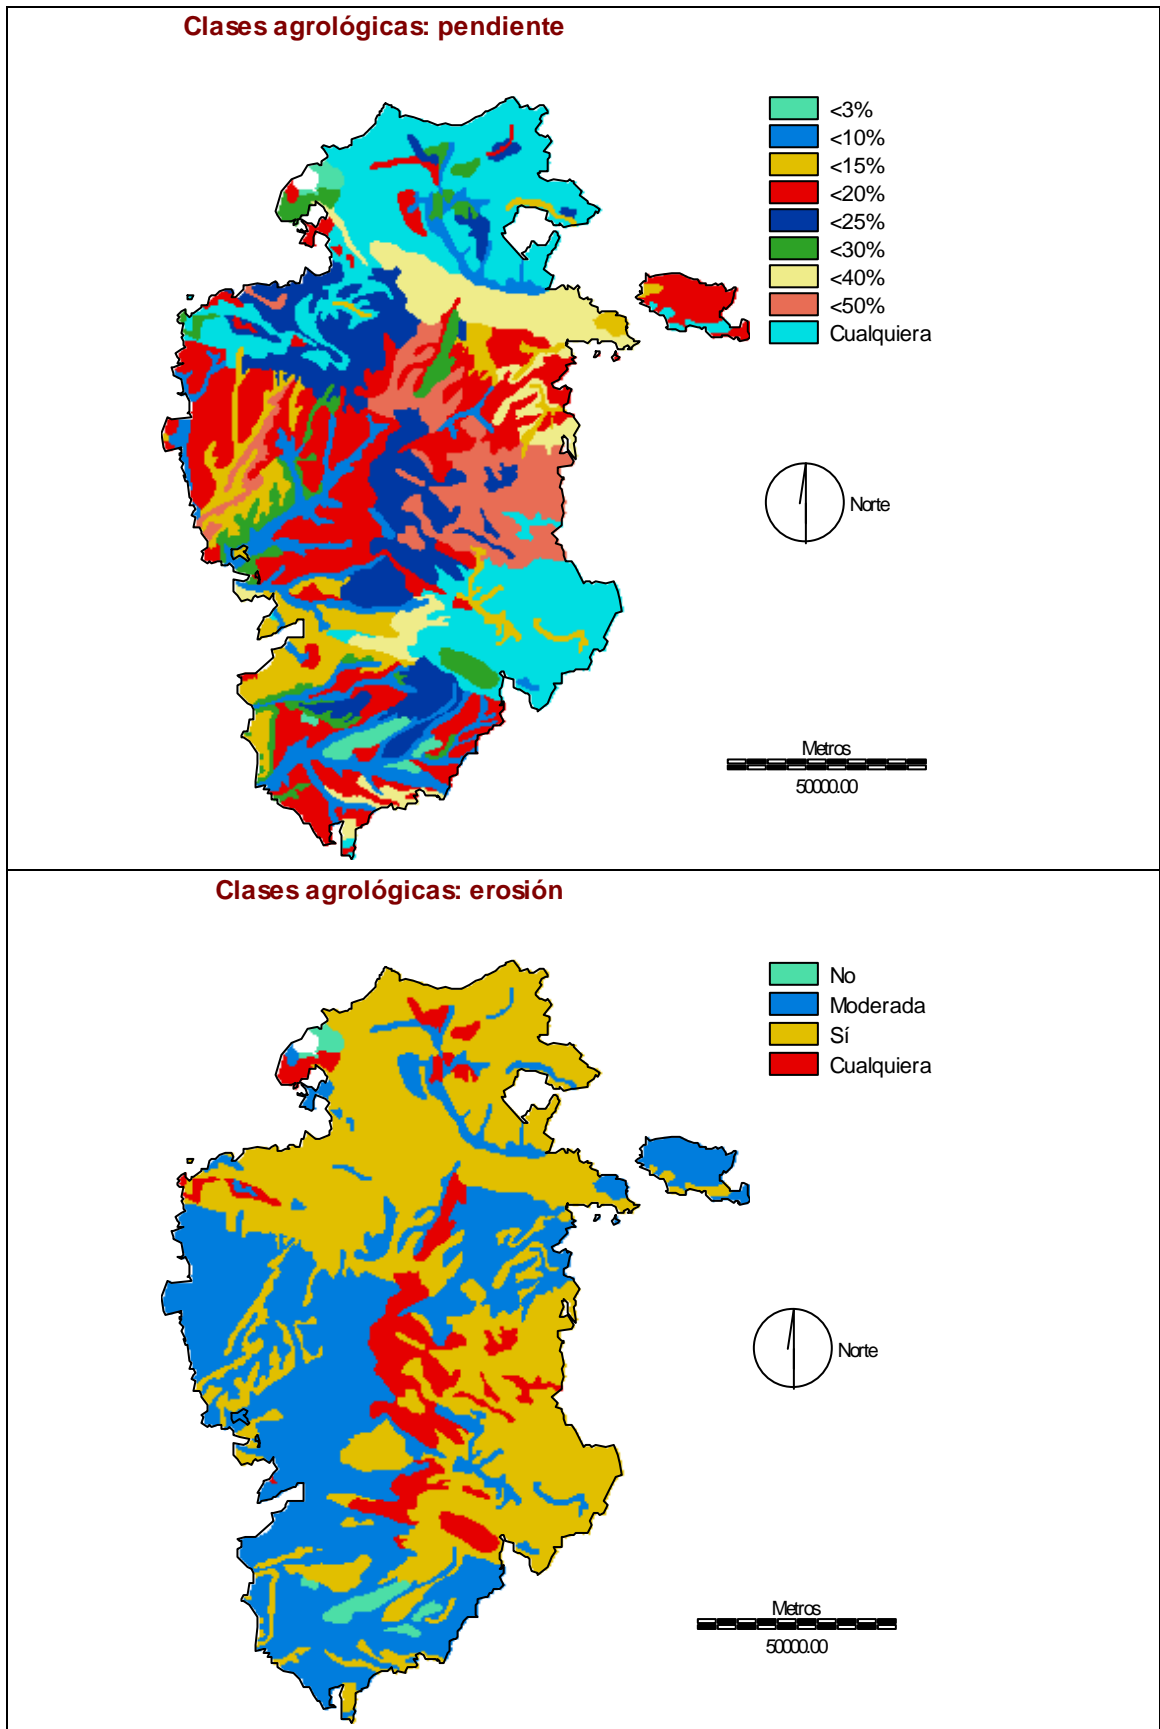 Clases agrológicas: pendiente
<3%
<10%
<15%
<20%
<25%
<30%
<40%
<50%
Cualquiera
Norte
Metros
50000.00
Clases agrológicas: erosión
No
Moderada
Sí
Cualquiera
Norte
Metros
50000.00